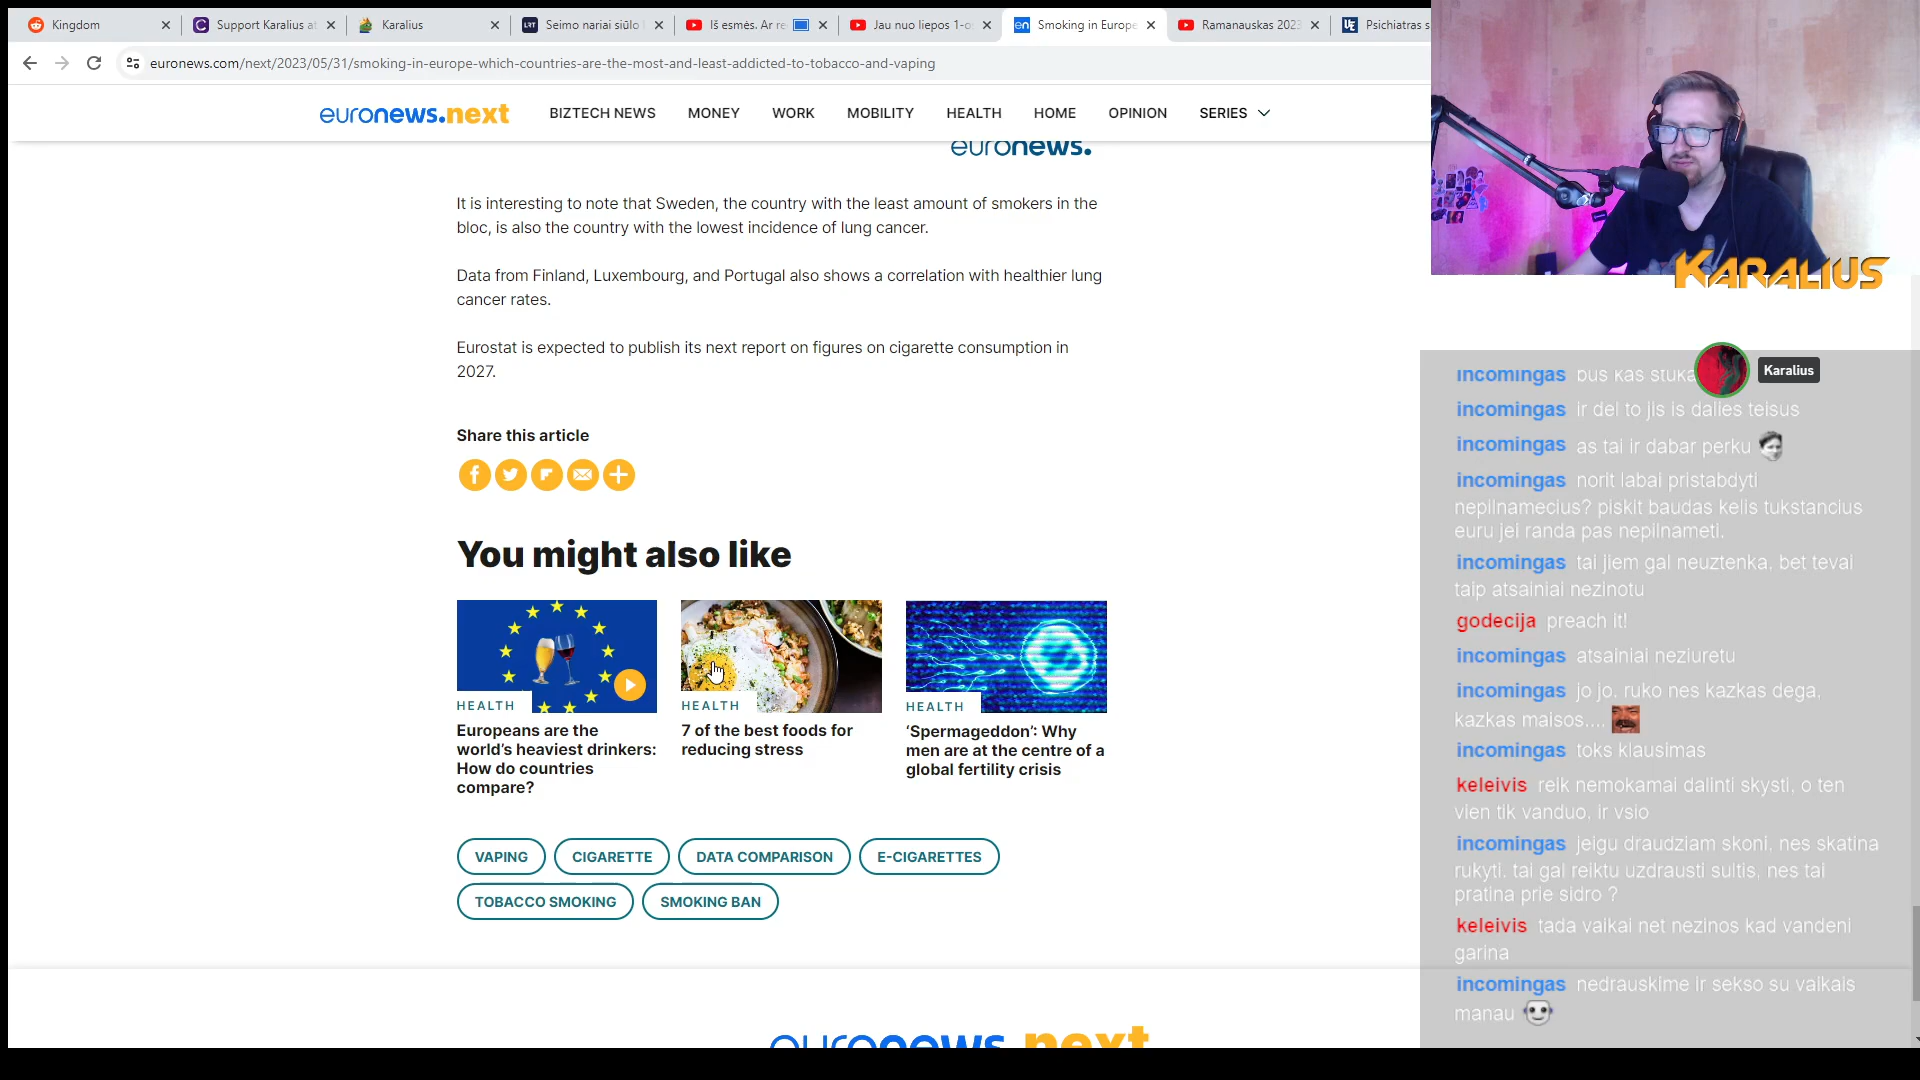 Kingdom
Support Karalius at
Karalius
Seimo nariai siūlo
Iš esmės. Ar re
Jau nuo liepos 1-o
Smoking in Europe
Ramanauskas 2023
Psichiatras s
euronews.com/next/2023/05/31/smoking-in-europe-which-countries-are-the-most-and-least-addicted-to-tobacco-and-vaping
euronews.next
BIZTECH NEWS
MONEY
WORK
MOBILITY
HEALTH
HOME
OPINION
SERIES
euronews.
It is interesting to note that Sweden, the country with the least amount of smokers in the
bloc, is also the country with the lowest incidence of lung cancer.
Data from Finland, Luxembourg, and Portugal also shows a correlation with healthier lung
cancer rates.
Eurostat is expected to publish its next report on figures on cigarette consumption in
2027.
Share this article
You might also like
HEALTH
Europeans are the
world's heaviest drinkers:
How do countries
compare?
HEALTH
7 of the best foods for
reducing stress
HEALTH
‘Spermageddon’: Why
men are at the centre of a
global fertility crisis
VAPING
CIGARETTE
DATA COMPARISON
E-CIGARETTES
TOBACCO SMOKING
SMOKING BAN
euronews.next
KARALIUS
Karalius
incomingas bus kas stuka
incomingas ir del to jis is dalies teisus
incomingas as tai ir dabar perku
incomingas norit labai pristabdyti
nepilnamecius? piskit baudas kelis tukstancius
euru jei randa pas nepilnameti.
incomingas tai jiem gal neuztenka. bet tevai
taip atsainiai nezinotu
godecija preach it!
incomingas atsainiai neziuretu
incomingas jo jo. ruko nes kazkas dega,
kazkas maisos....
incomingas toks klausimas
keleivis reik nemokamai dalinti skysti, o ten
vien tik vanduo, ir vsio
incomingas jeigu draudziam skoni. nes skatina
rukyti. tai gal reiktu uzdrausti sultis, nes tai
pratina prie sidro ?
keleivis tada vaikai net nezinos kad vandeni
garina
incomingas nedrauskime ir sekso su vaikais
manau